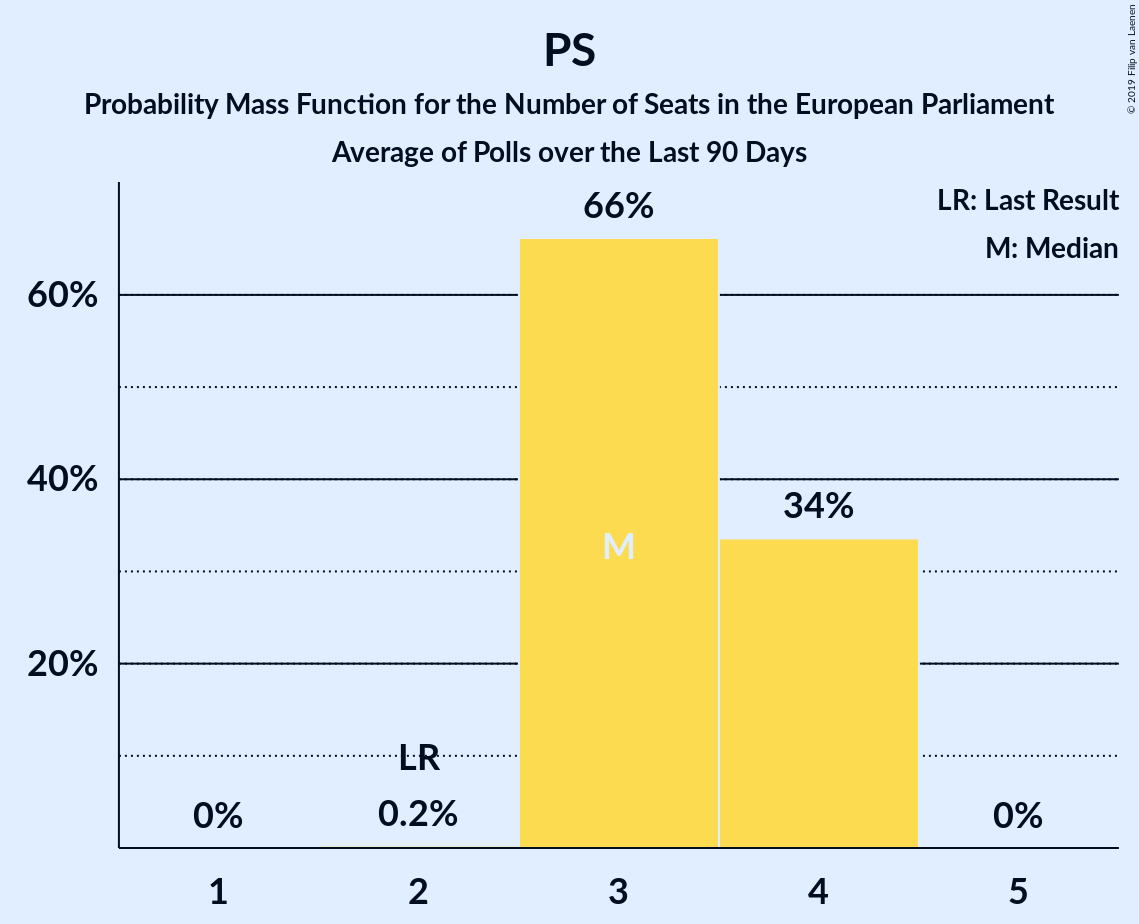 PS
Probability Mass Function for the Number of Seats in the European Parliament
Average of Polls over the Last 90 Days
© 2019 Filip van Laenen
LR: Last Result
M: Median
66%
60%
40%
34%
M
20%
LR
0%
0.2%
0%
1
2
3
4
5